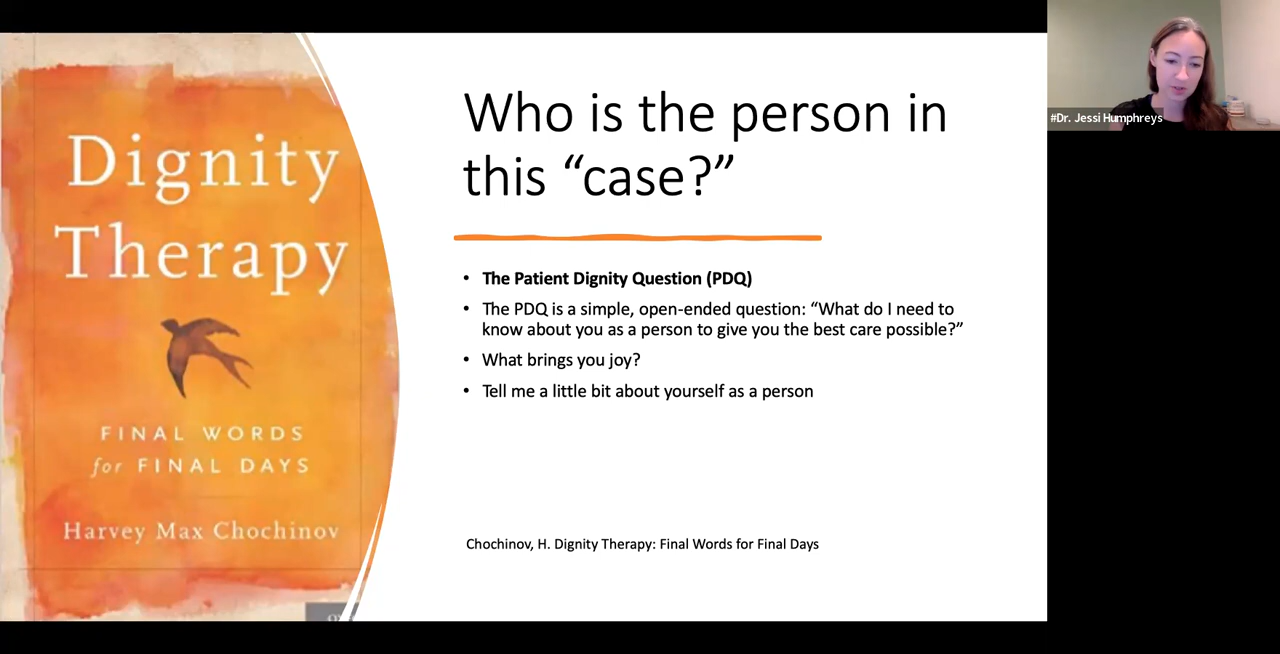 Dignity
Therapy
FINAL WORDS
for FINAL DAYS
Harvey Max Chochinov
Who is the person in
this “case?”
• The Patient Dignity Question (PDQ)
• The PDQ is a simple, open-ended question: “What do I need to
know about you as a person to give you the best care possible?”
• What brings you joy?
• Tell me a little bit about yourself as a person
Chochinov, H. Dignity Therapy: Final Words for Final Days
#Dr. Jessi Humphreys